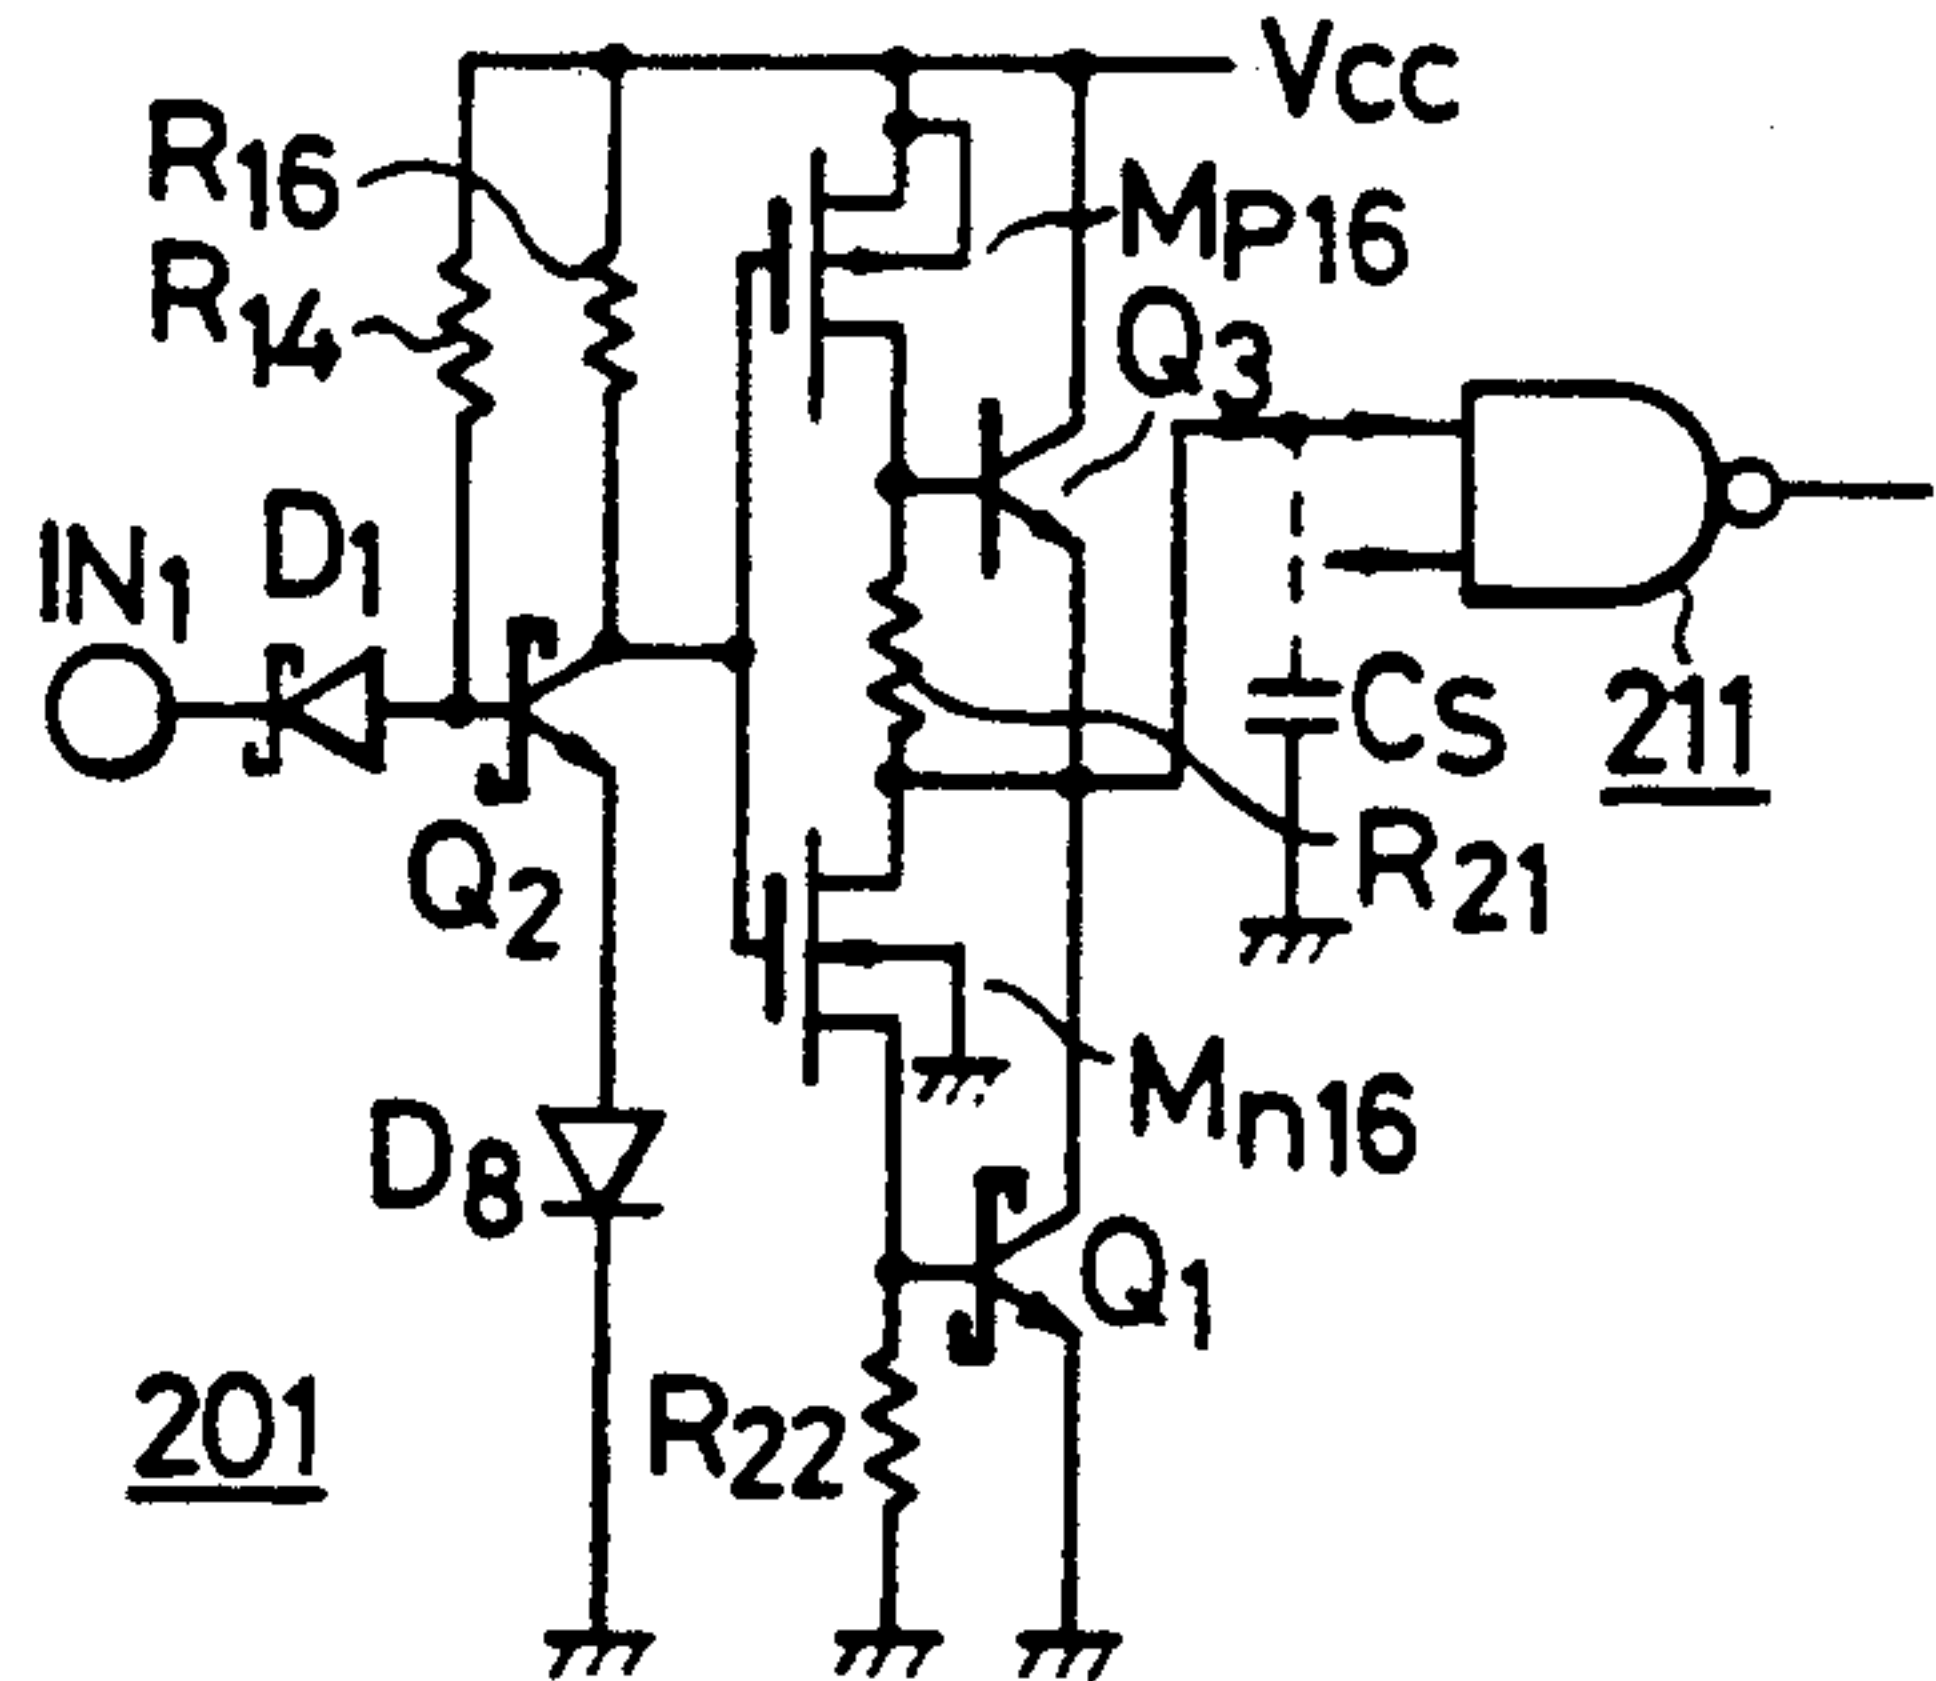 VCC
R16
MP16
R14
Q3
D1
IN1
CS
211
Q2
R21
Mn16
D8
Q1
R22
201